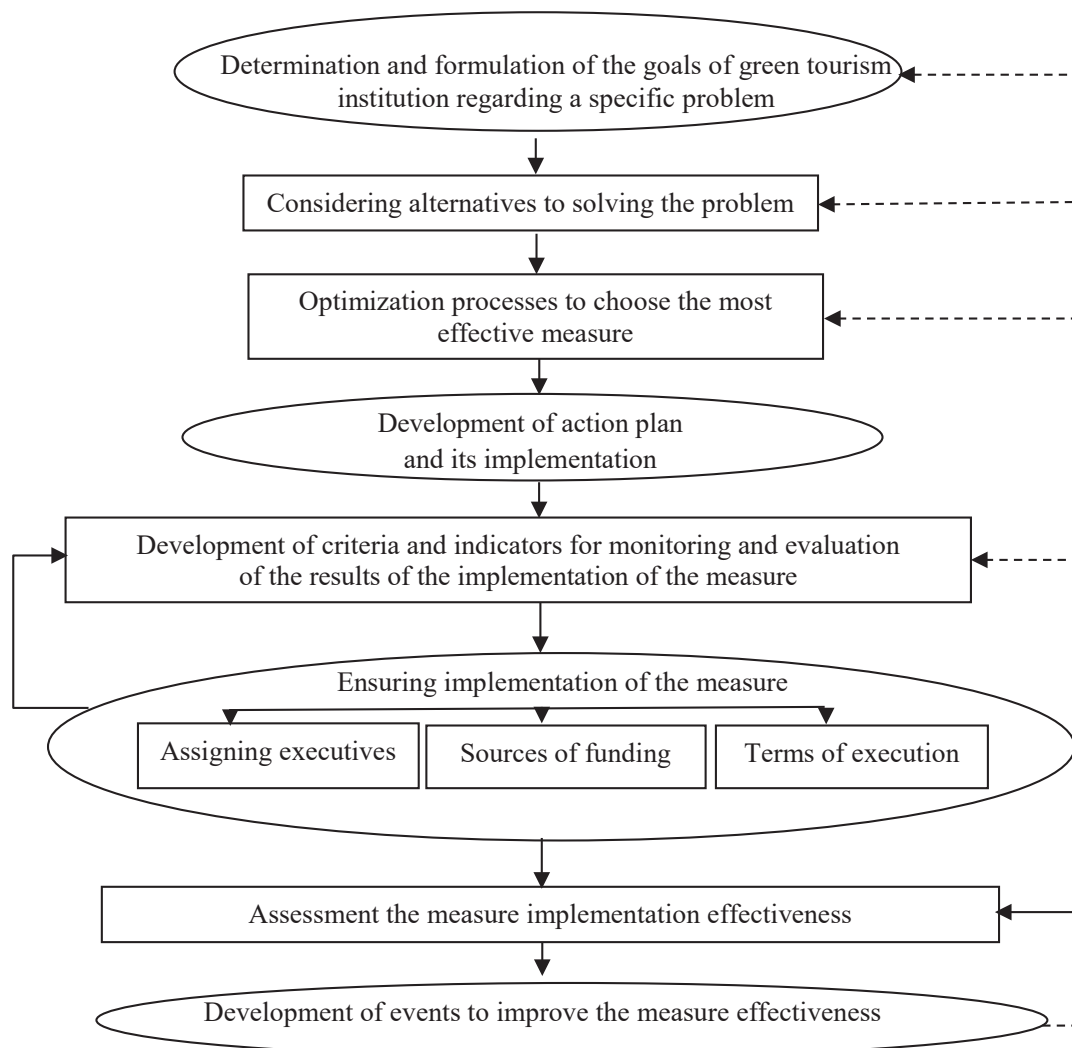 Determination and formulation of the goals of green tourism
institution regarding a specific problem
Considering alternatives to solving the problem
Optimization processes to choose the most
effective measure
Development of action plan
and its implementation
Development of criteria and indicators for monitoring and evaluation
of the results of the implementation of the measure
Ensuring implementation of the measure
Assigning executives
Sources of funding
Terms of execution
Assessment the measure implementation effectiveness
Development of events to improve the measure effectiveness